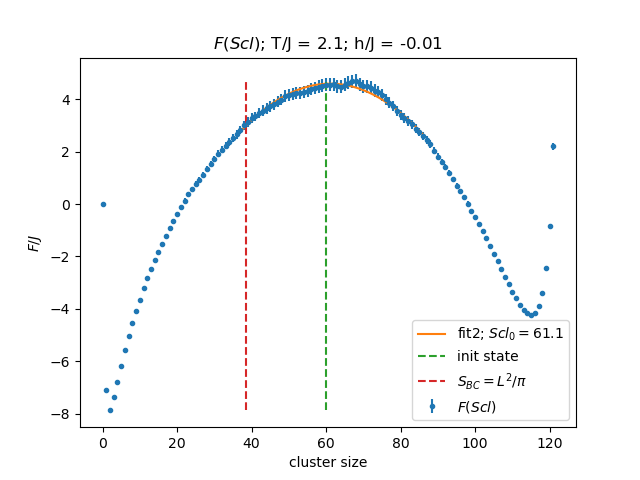 F(Scl); T/J = 2.1; h/J = -0.01
F/J
4
2
0
−2
−4
−6
−8
0 20 40 60 80 100 120
cluster size
fit2; Scl₀ = 61.1
init state
S_BC = L²/π
F(Scl)